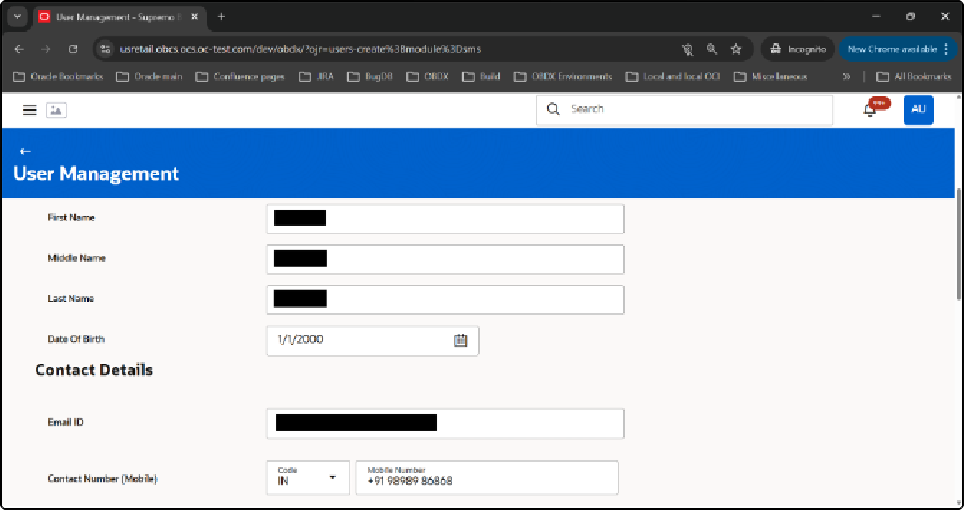 User Management - Supremo
usretail.obcs.ocs.oc-test.com/dev/obdx/?ojr=users-create%3Bmodule%3Dsms
Incognito
New Chrome available
Oracle Bookmarks
Oracle main
Confluence pages
JIRA
BugDB
OBDX
Build
OBDX Environments
Local and local OCI
Miscellaneous
»
All Bookmarks
Search
AU
User Management
First Name
Middle Name
Last Name
Date Of Birth
1/1/2000
Contact Details
Email ID
Contact Number (Mobile)
Code
IN
Mobile Number
+91 98989 86868